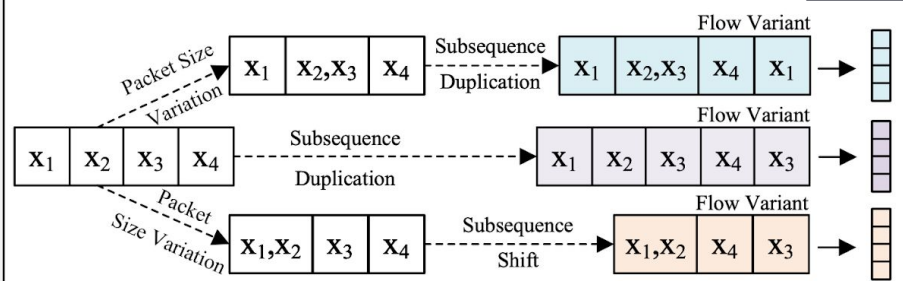 Flow Variant
Packet Size
Variation
x₁ x₂,x₃ x₄
Subsequence
Duplication
x₁ x₂,x₃ x₄ x₁
Flow Variant
x₁ x₂ x₃ x₄
Subsequence
Duplication
x₁ x₂ x₃ x₄ x₃
Flow Variant
Packet
Size Variation
x₁,x₂ x₃ x₄
Subsequence
Shift
x₁,x₂ x₄ x₃